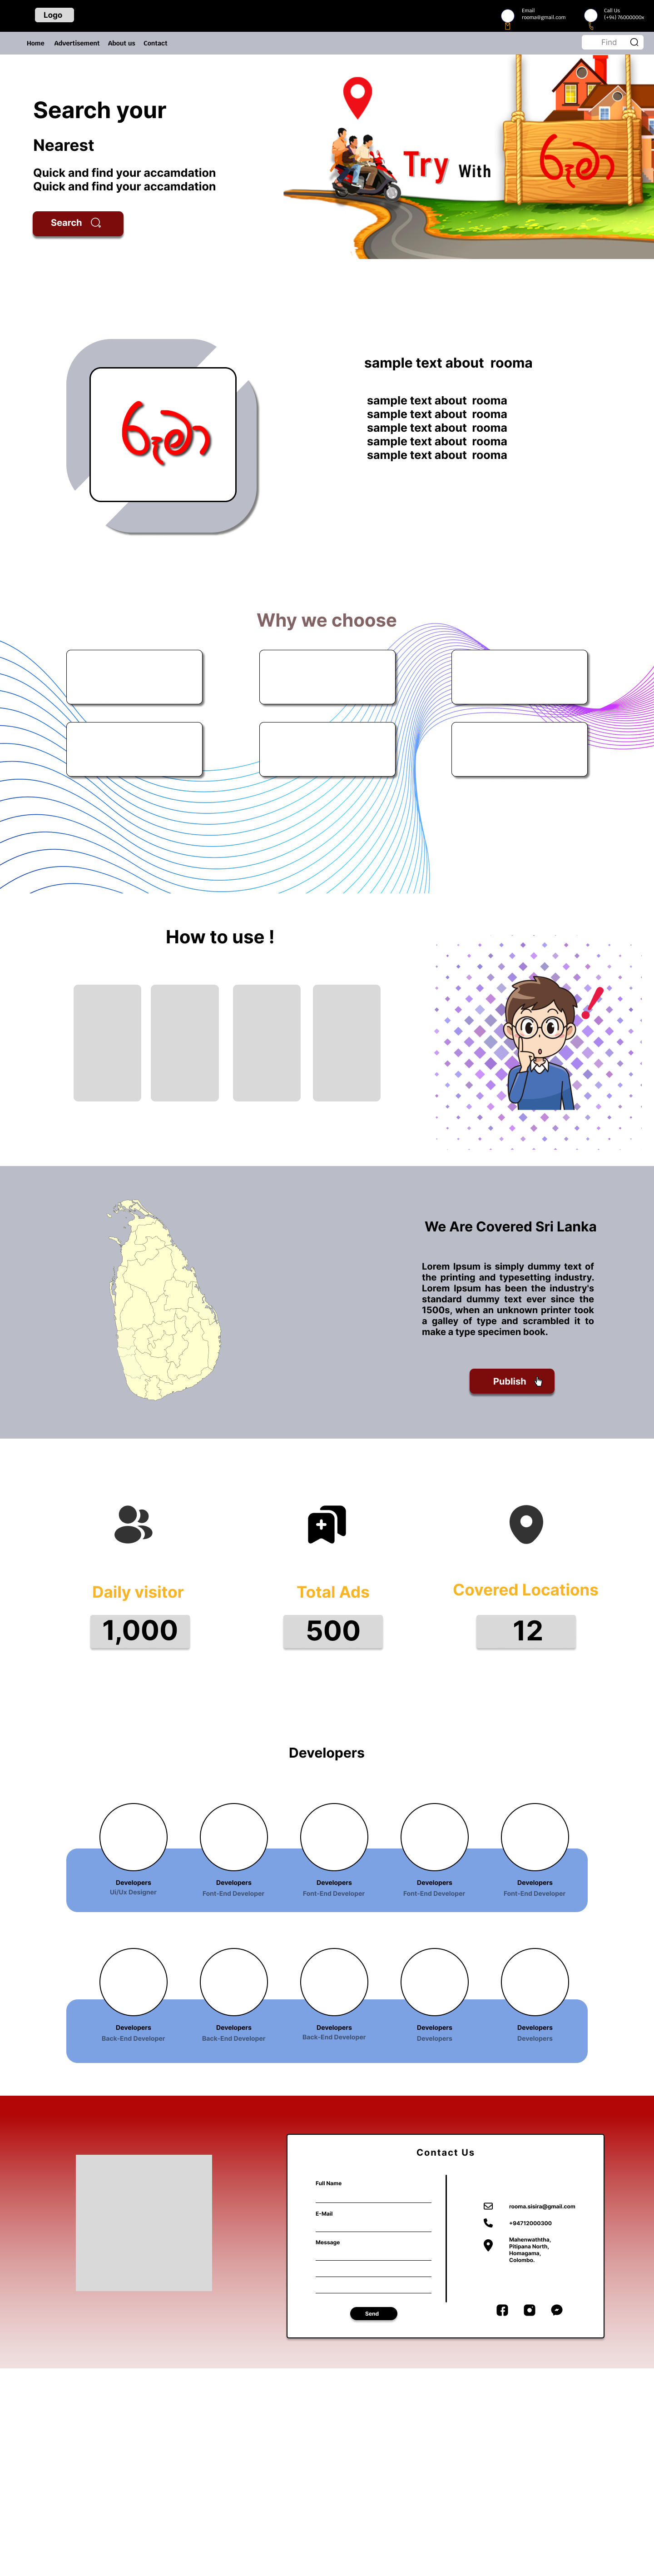 Logo
Email
rooma@gmail.com
Call Us
(+94) 76000000x
Home Advertisement About us Contact
Find
Search your
Nearest
Quick and find your accamdation
Quick and find your accamdation
Search
Try With
රූමා
රූමා
sample text about rooma
sample text about rooma
sample text about rooma
sample text about rooma
sample text about rooma
sample text about rooma
Why we choose
How to use !
We Are Covered Sri Lanka
Lorem Ipsum is simply dummy text of
the printing and typesetting industry.
Lorem Ipsum has been the industry's
standard dummy text ever since the
1500s, when an unknown printer took
a galley of type and scrambled it to
make a type specimen book.
Publish
Daily visitor Total Ads Covered Locations
1,000 500 12
Developers
Developers Developers Developers Developers Developers
Ui/Ux Designer Font-End Developer Font-End Developer Font-End Developer Font-End Developer
Developers Developers Developers Developers Developers
Back-End Developer Back-End Developer Back-End Developer Developers Developers
Contact Us
Full Name
E-Mail
Message
Send
rooma.sisira@gmail.com
+94712000300
Mahenwaththa,
Pitipana North,
Homagama,
Colombo.